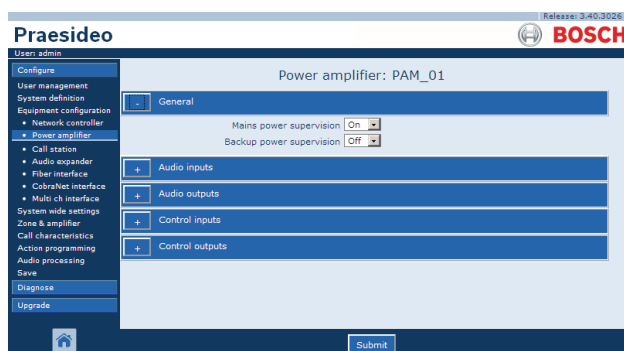 Release: 3.40.3026
Praesideo
BOSCH
User: admin
Configure
User management
System definition
Equipment configuration
• Network controller
• Power amplifier
• Call station
• Audio expander
• Fiber interface
• CobraNet interface
• Multi ch interface
System wide settings
Zone & amplifier
Call characteristics
Action programming
Audio processing
Save
Diagnose
Upgrade
Power amplifier: PAM_01
- General
Mains power supervision On
Backup power supervision Off
+ Audio inputs
+ Audio outputs
+ Control inputs
+ Control outputs
Submit